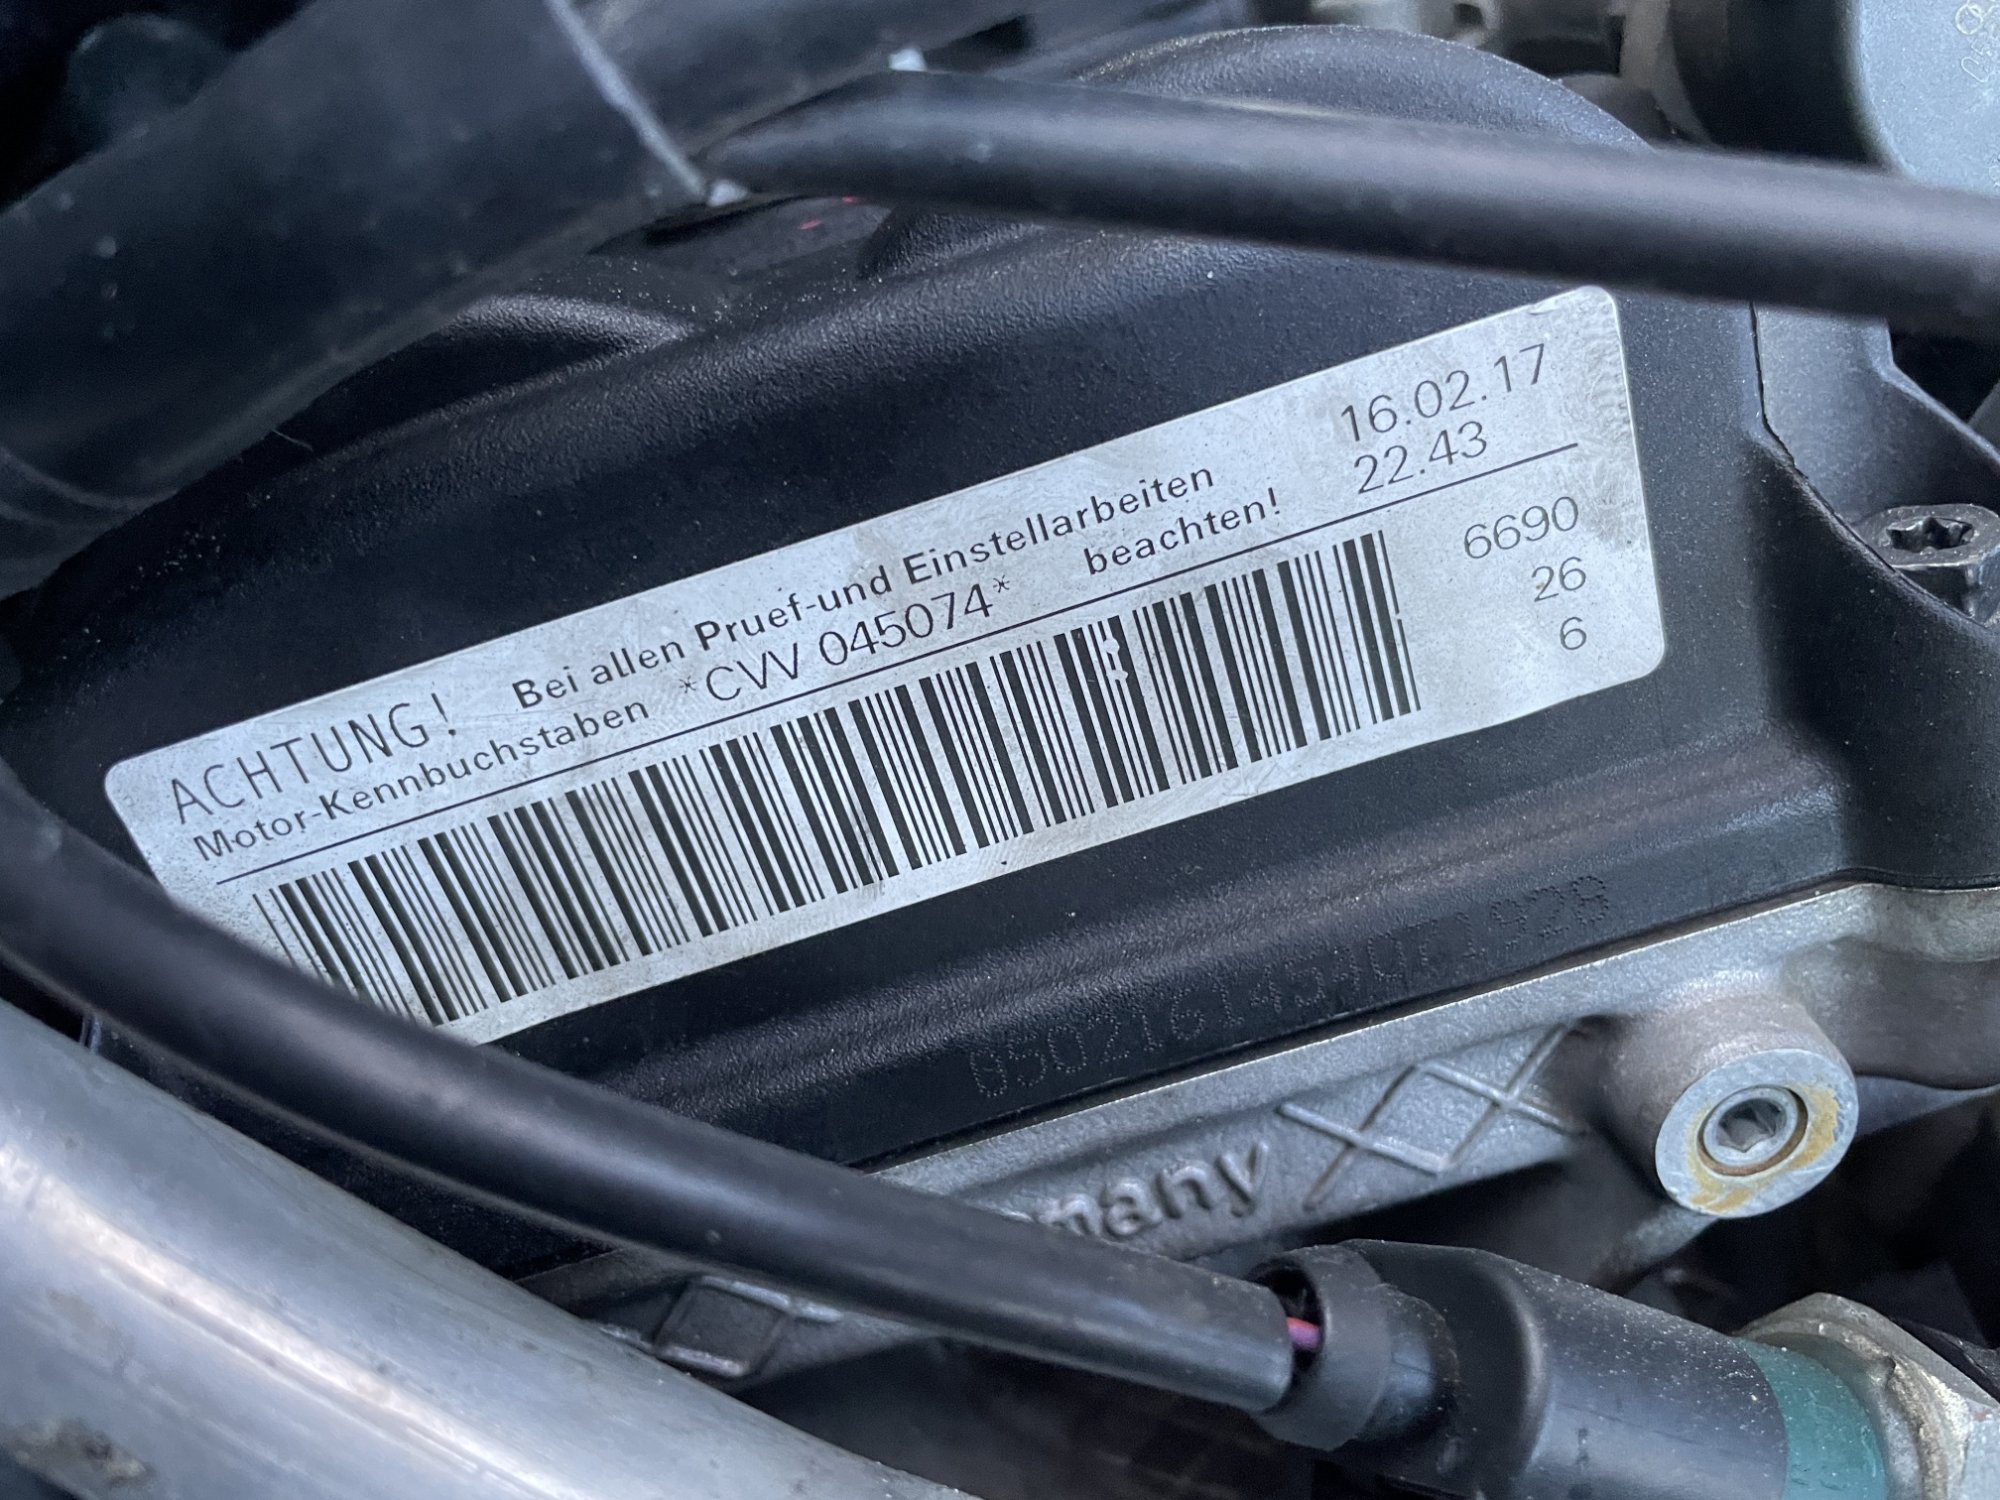 16.02.17
ACHTUNG! Bei allen Pruef-und Einstellarbeiten 22.43
Motor-Kennbuchstaben *CVV 045074* beachten!
6690
26
6